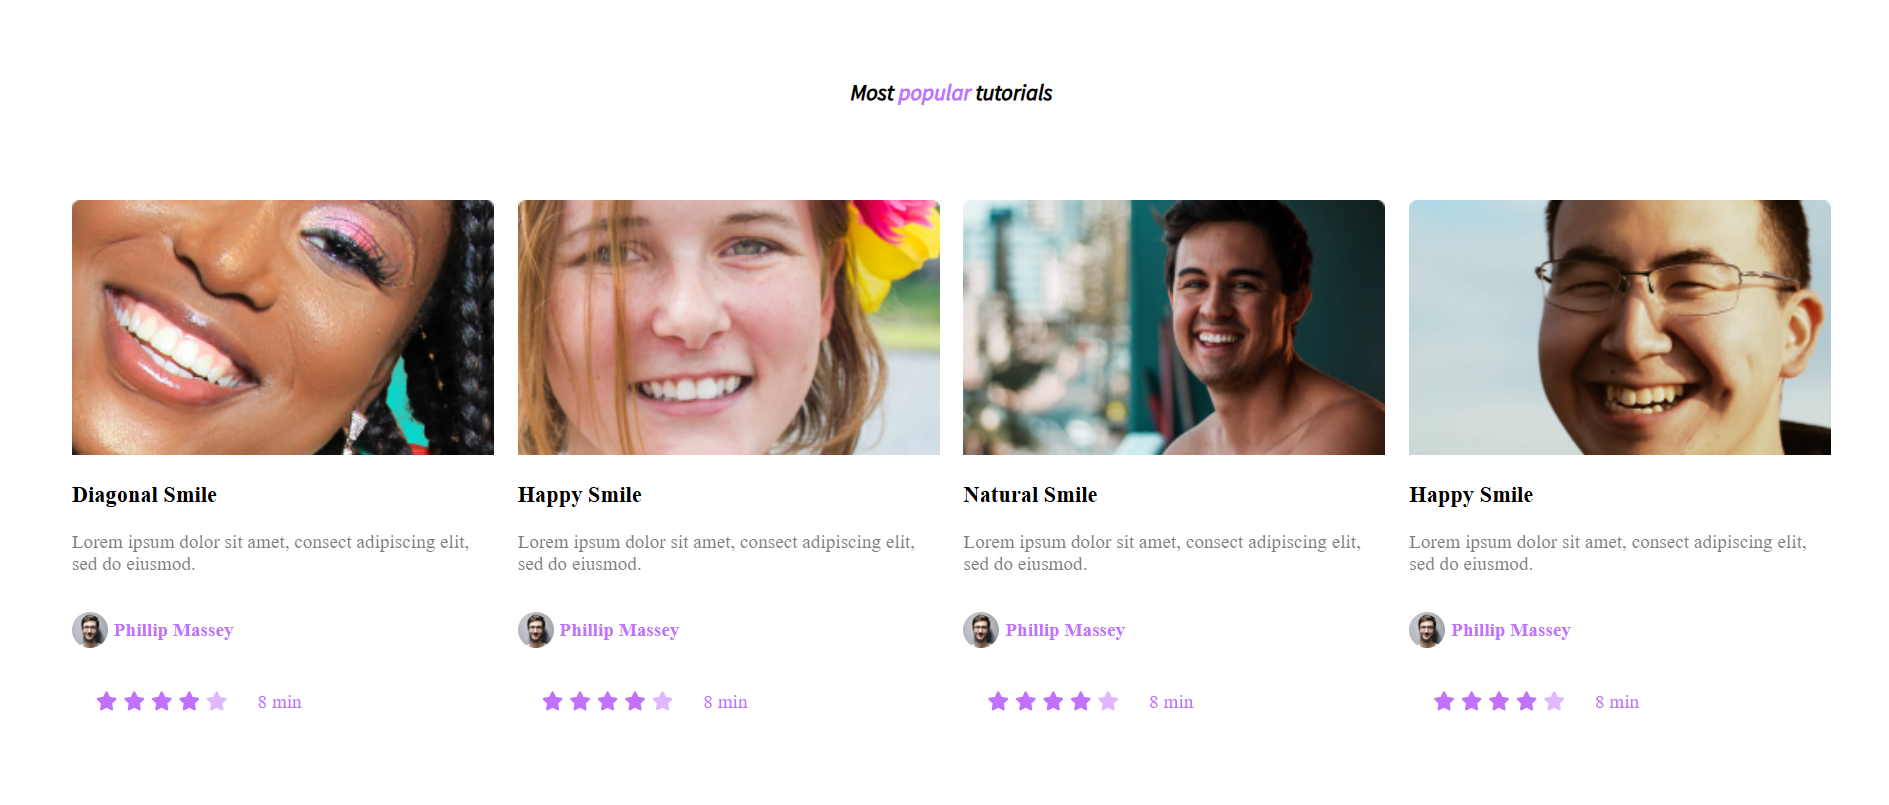 Most popular tutorials
Diagonal Smile
Lorem ipsum dolor sit amet, consect adipiscing elit,
sed do eiusmod.
Phillip Massey
8 min
Happy Smile
Lorem ipsum dolor sit amet, consect adipiscing elit,
sed do eiusmod.
Phillip Massey
8 min
Natural Smile
Lorem ipsum dolor sit amet, consect adipiscing elit,
sed do eiusmod.
Phillip Massey
8 min
Happy Smile
Lorem ipsum dolor sit amet, consect adipiscing elit,
sed do eiusmod.
Phillip Massey
8 min